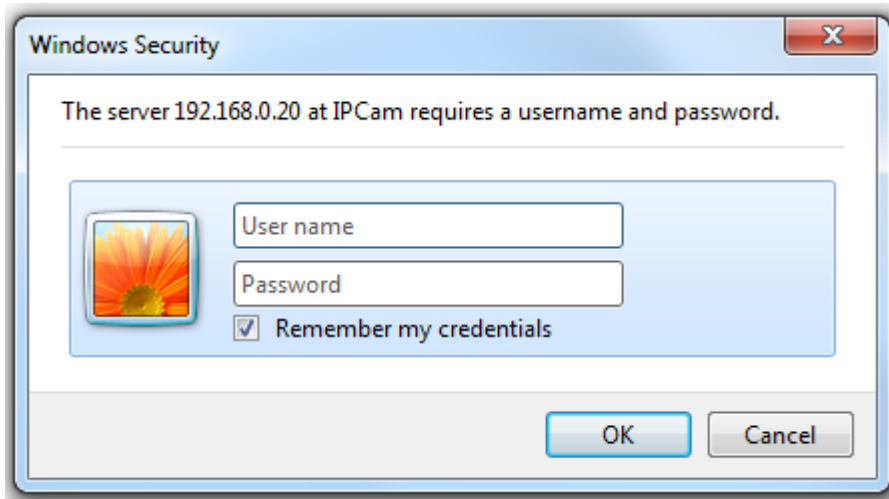 Windows Security
The server 192.168.0.20 at IPCam requires a username and password.
User name
Password
Remember my credentials
OK Cancel